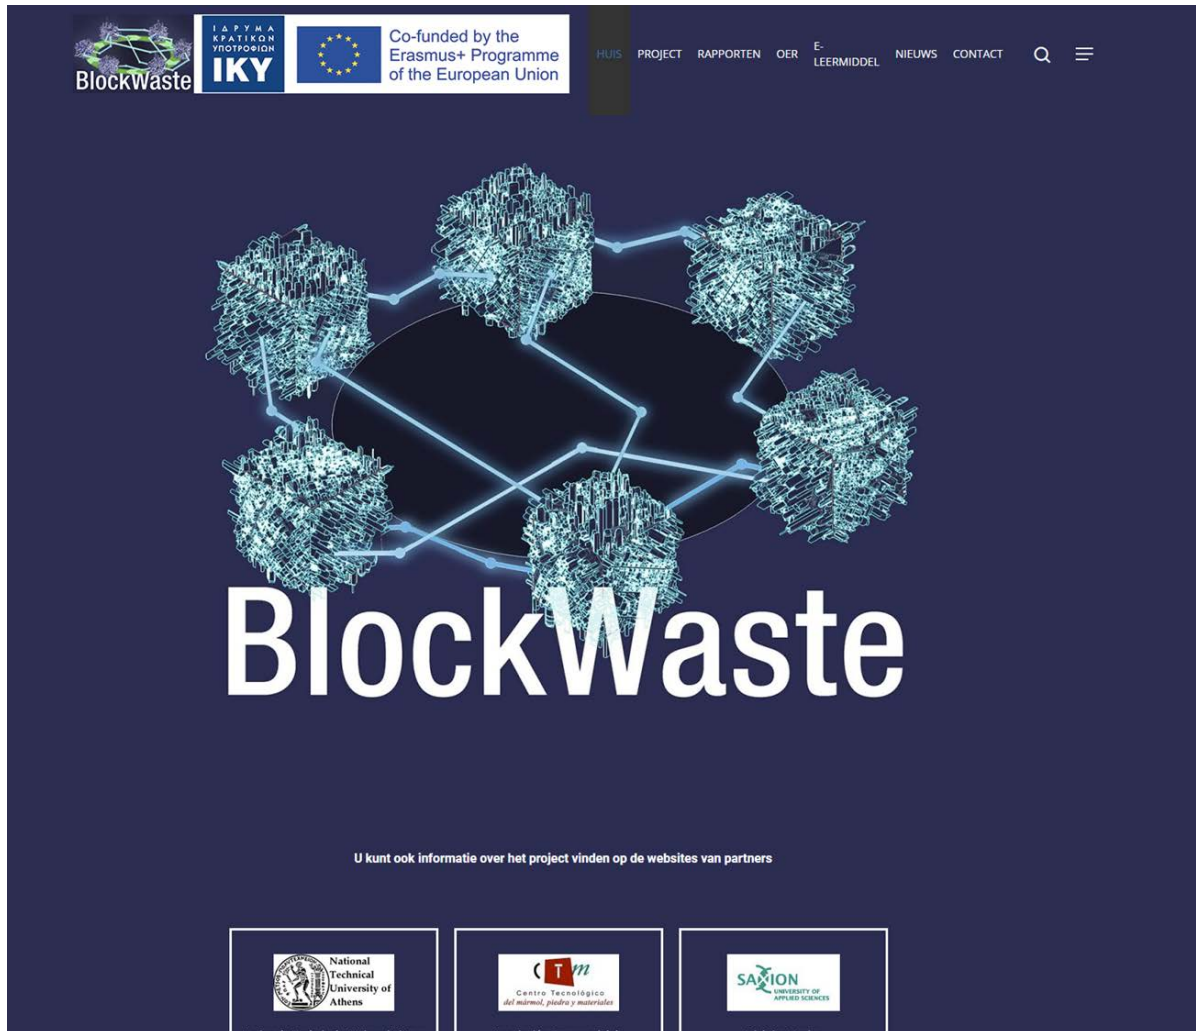 BlockWaste
ΙΔΡΥΜΑ
ΚΡΑΤΙΚΩΝ
ΥΠΟΤΡΟΦΙΩΝ
IKY
Co-funded by the
Erasmus+ Programme
of the European Union
HUIS PROJECT RAPPORTEN OER E-LEERMIDDEL NIEUWS CONTACT
BlockWaste
U kunt ook informatie over het project vinden op de websites van partners
National
Technical
University of
Athens
CTM
Centro Tecnológico
del mármol, piedra y materiales
SAXION
UNIVERSITY OF
APPLIED SCIENCES